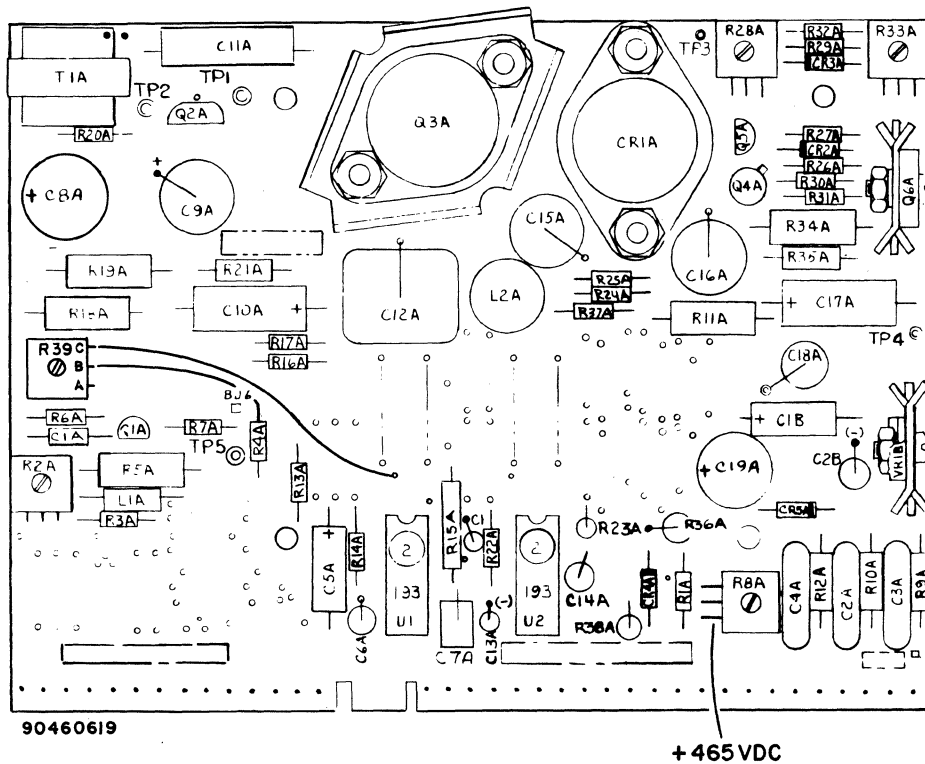 C11A
R28A
R32A
R33A
TP3
R29A
CR3A
T1A
TP1
TP2
Q2A
R20A
Q3A
CR1A
Q5A
R27A
CR2A
R26A
Q4A
R30A
R31A
Q6A
+ C8A
+
C9A
C15A
R34A
R35A
C16A
R19A
R21A
R25A
R24A
L2A
R37A
C10A +
C12A
R11A
+ C17A
R18A
R17A
R16A
TP4
R39 C
B
A
C18A
BJ6
R6A
C1A
Q1A
R7A
R4A
TP5
+ C1B
(-)
C2B
VR1B
+ C19A
R2A
R5A
L1A
R3A
R13A
CR5A
R15A
C1
R23A
R36A
C5A +
R14A
2
193
U1
R22A
2
193
U2
C14A
CR4A
R1A
R8A
C4A
R12A
C2A
R10A
C3A
R9A
C6A
C7A
(-)
C13A
R38A
90460619
+465VDC